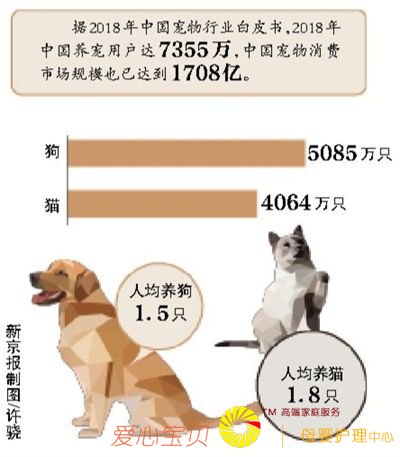 据2018年中国宠物行业白皮书,2018年
中国养宠用户达7355万,中国宠物消费
市场规模也已达到1708亿。
狗
5085万只
猫
4064万只
人均养狗
1.5只
人均养猫
1.8只
新京报制图/许骁
TM 高端家庭服务
爱心宝贝 | 母婴护理中心